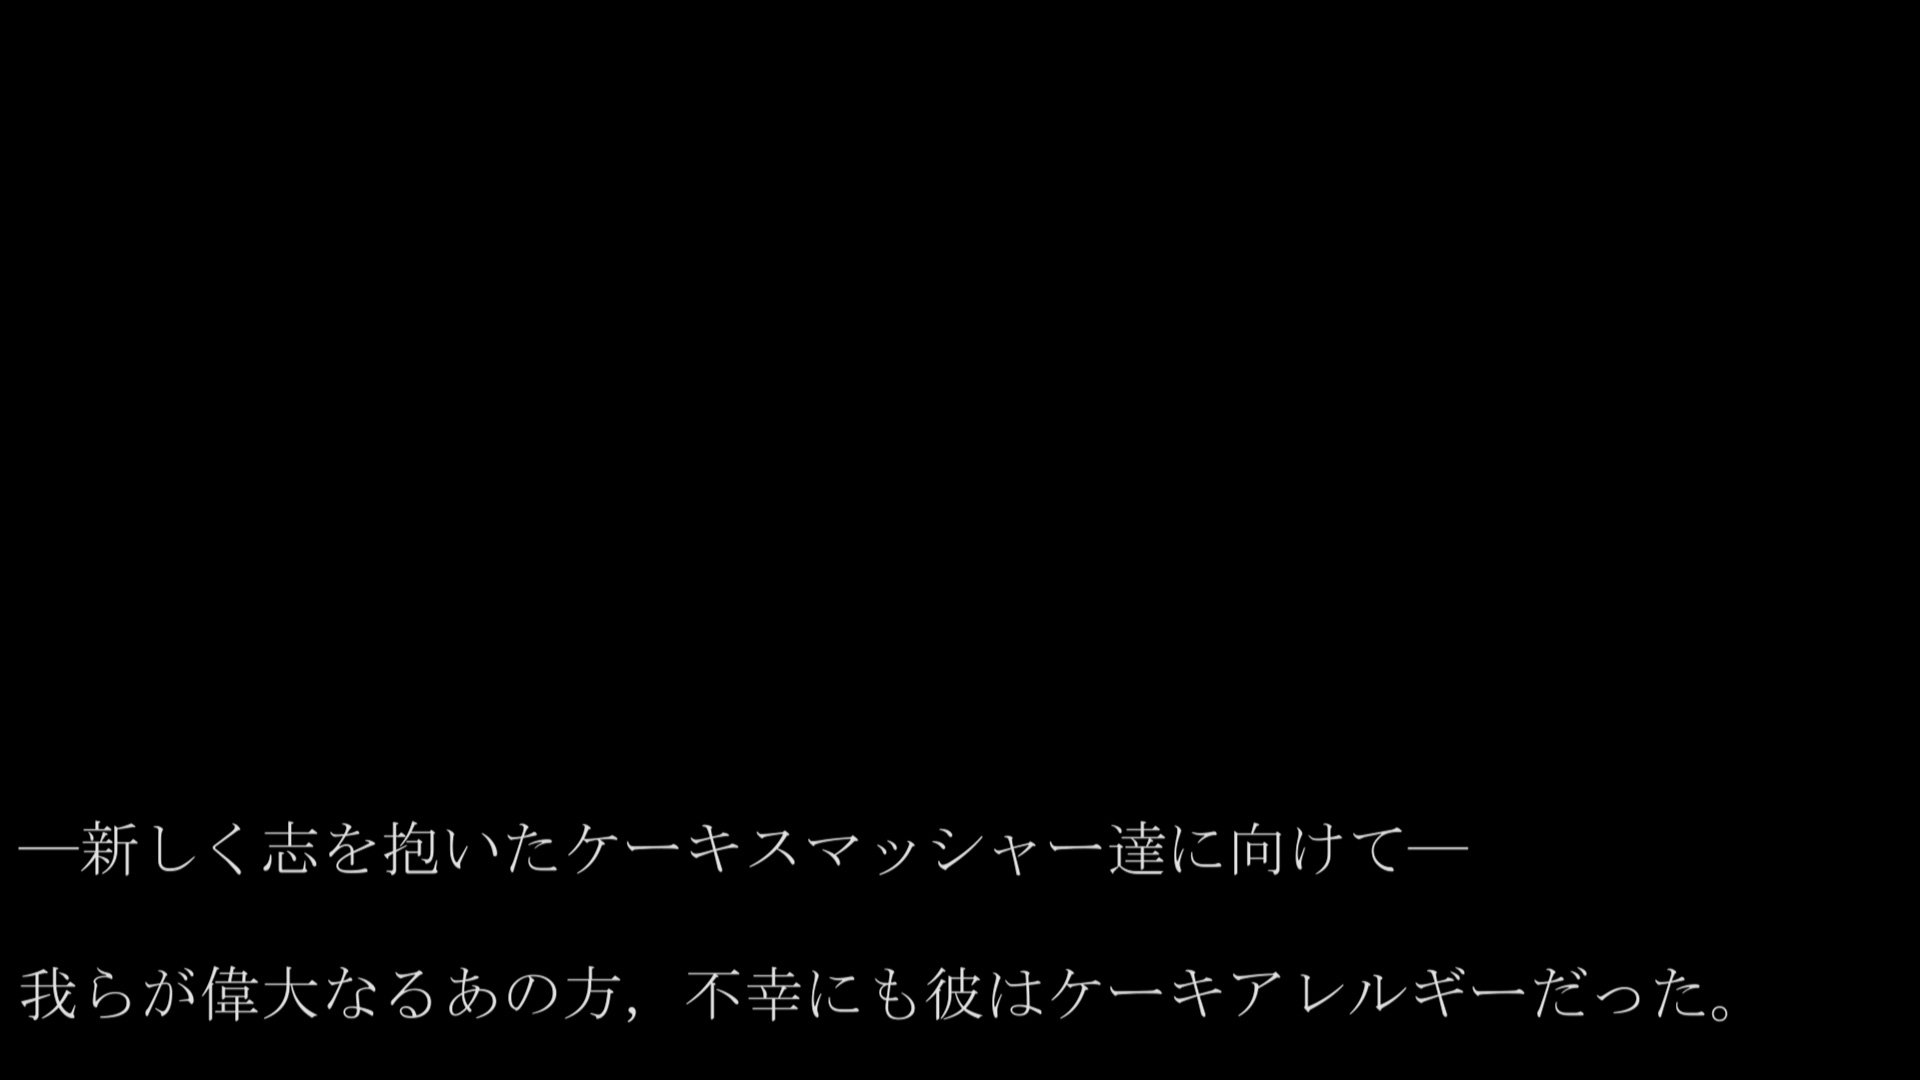 ―新しく志を抱いたケーキスマッシャー達に向けて―
我らが偉大なるあの方，不幸にも彼はケーキアレルギーだった。